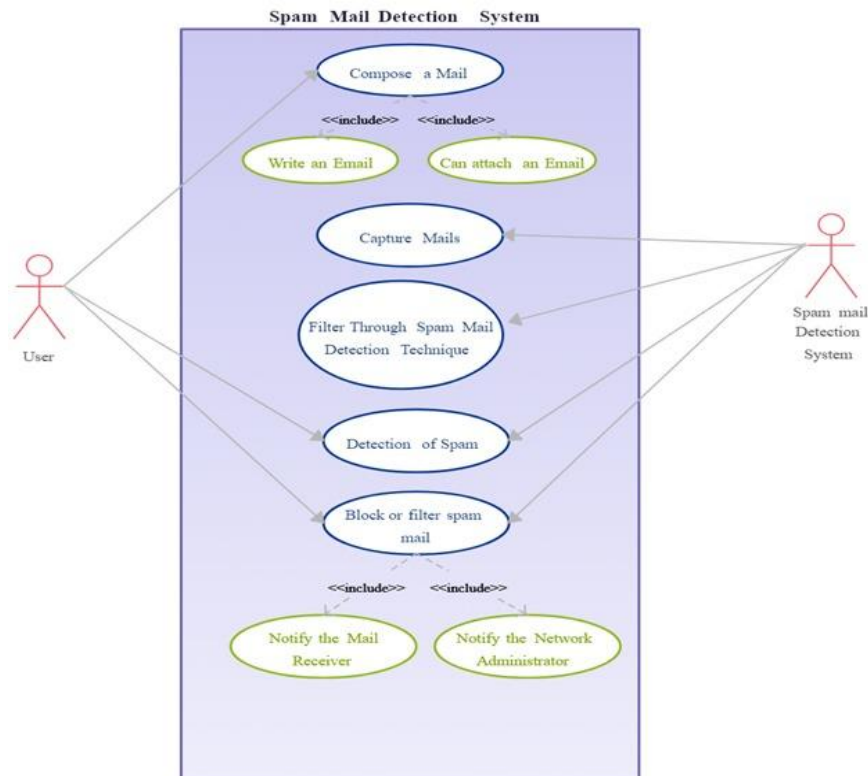 Spam Mail Detection System
Compose a Mail
<<include>> <<include>>
Write an Email
Can attach an Email
Capture Mails
Filter Through Spam Mail
Detection Technique
User
Spam mail
Detection
System
Detection of Spam
Block or filter spam
mail
<<include>> <<include>>
Notify the Mail
Receiver
Notify the Network
Administrator